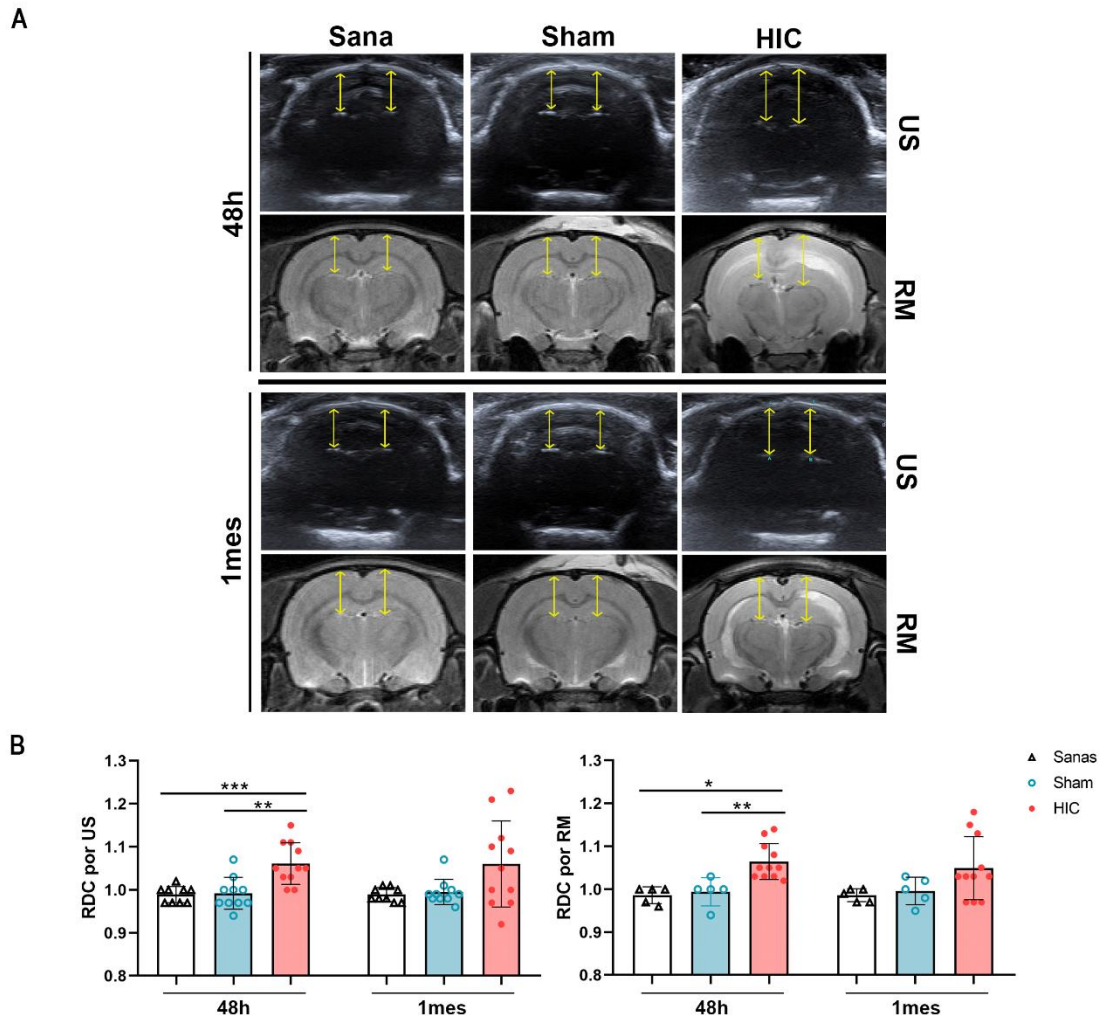 A
Sana Sham HIC
48h
US
RM
1mes
US
RM
B
RDC por US
1.3
1.2
1.1
1.0
0.9
0.8
***
**
48h 1mes
RDC por RM
1.3
1.2
1.1
1.0
0.9
0.8
*
**
48h 1mes
Sanas
Sham
HIC